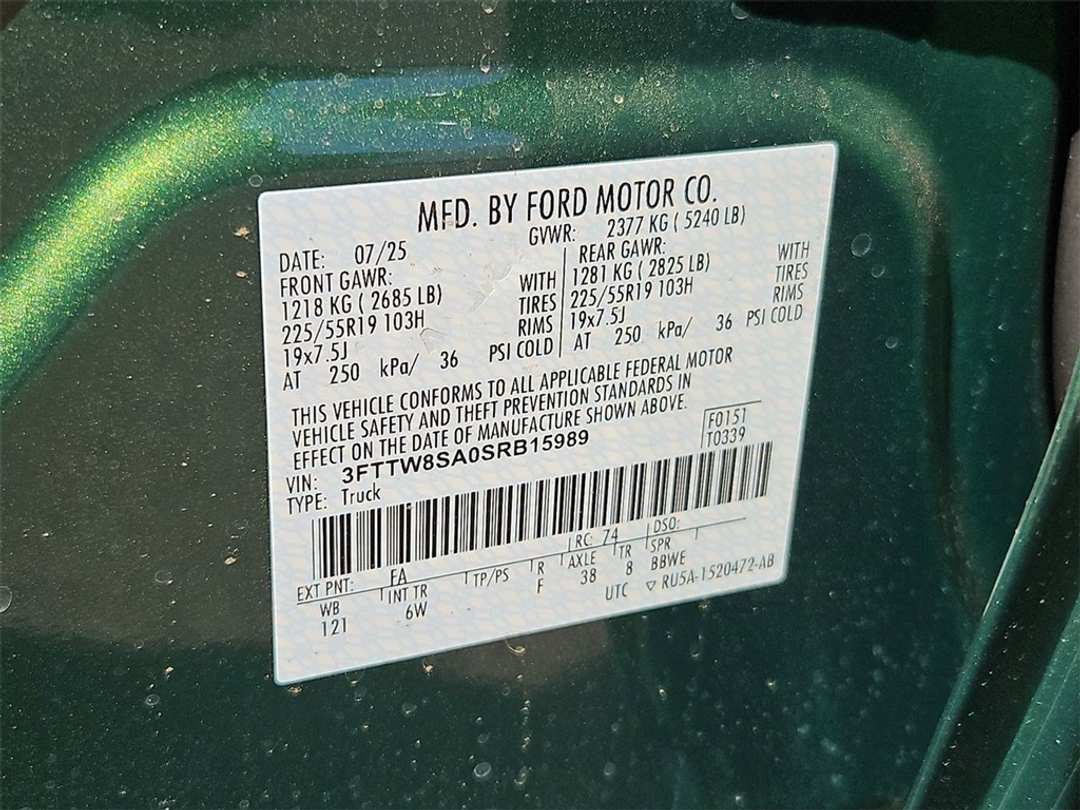 MFD. BY FORD MOTOR CO.
DATE: 07/25 GVWR: 2377 KG ( 5240 LB)
FRONT GAWR: REAR GAWR:
1218 KG ( 2685 LB) WITH 1281 KG ( 2825 LB) WITH
225/55R19 103H TIRES 225/55R19 103H TIRES
19x7.5J RIMS 19x7.5J RIMS
AT 250 kPa/ 36 PSI COLD AT 250 kPa/ 36 PSI COLD
THIS VEHICLE CONFORMS TO ALL APPLICABLE FEDERAL MOTOR
VEHICLE SAFETY AND THEFT PREVENTION STANDARDS IN
EFFECT ON THE DATE OF MANUFACTURE SHOWN ABOVE.
VIN: 3FTTW8SA0SRB15989 F0151
TYPE: Truck T0339
EXT PNT: FA RC: 74 DSO:
WB INT TR TP/PS R AXLE TR SPR
121 6W F 38 8 BBWE
UTC ▽ RU5A-1520472-AB